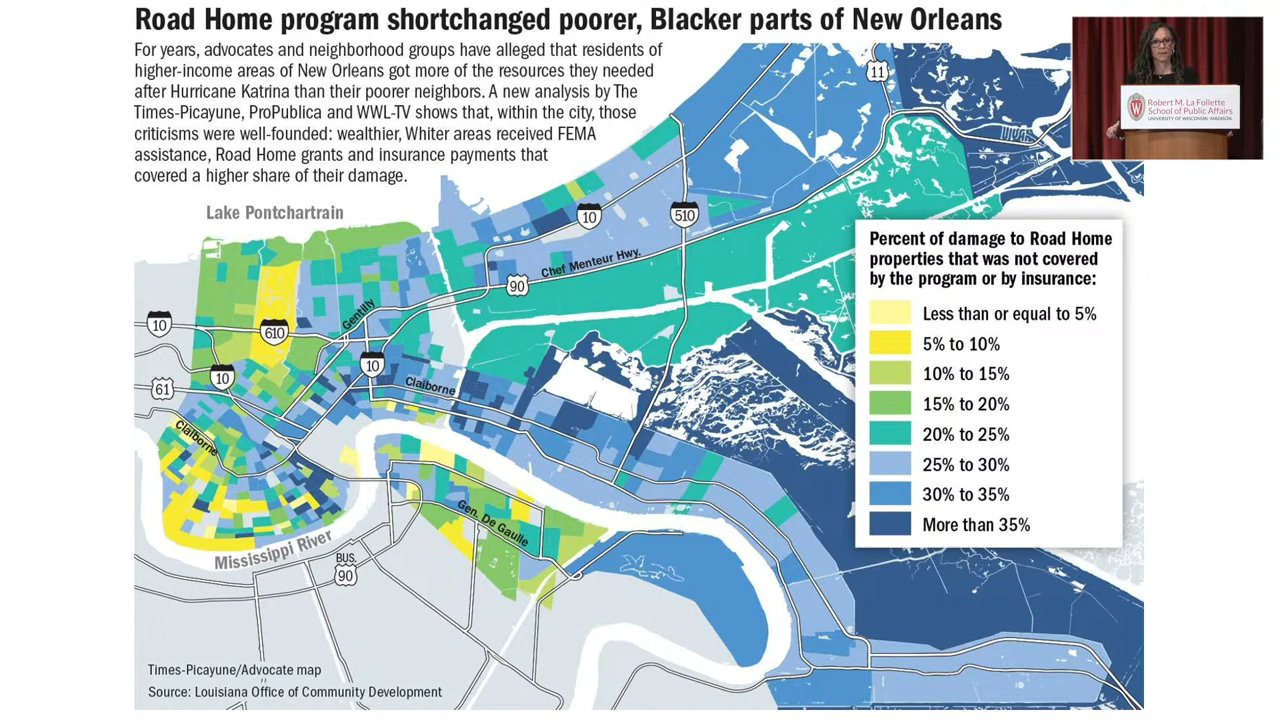 Road Home program shortchanged poorer, Blacker parts of New Orleans
For years, advocates and neighborhood groups have alleged that residents of
higher-income areas of New Orleans got more of the resources they needed
after Hurricane Katrina than their poorer neighbors. A new analysis by The
Times-Picayune, ProPublica and WWL-TV shows that, within the city, those
criticisms were well-founded: wealthier, Whiter areas received FEMA
assistance, Road Home grants and insurance payments that
covered a higher share of their damage.
Robert M. La Follette
School of Public Affairs
UNIVERSITY OF WISCONSIN-MADISON
W
11
Lake Pontchartrain
10
510
Chef Menteur Hwy.
90
Gentilly
10
610
10
61
10
Claiborne
Claiborne
Gen. De Gaulle
Mississippi River
BUS.
90
Percent of damage to Road Home
properties that was not covered
by the program or by insurance:
Less than or equal to 5%
5% to 10%
10% to 15%
15% to 20%
20% to 25%
25% to 30%
30% to 35%
More than 35%
Times-Picayune/Advocate map
Source: Louisiana Office of Community Development